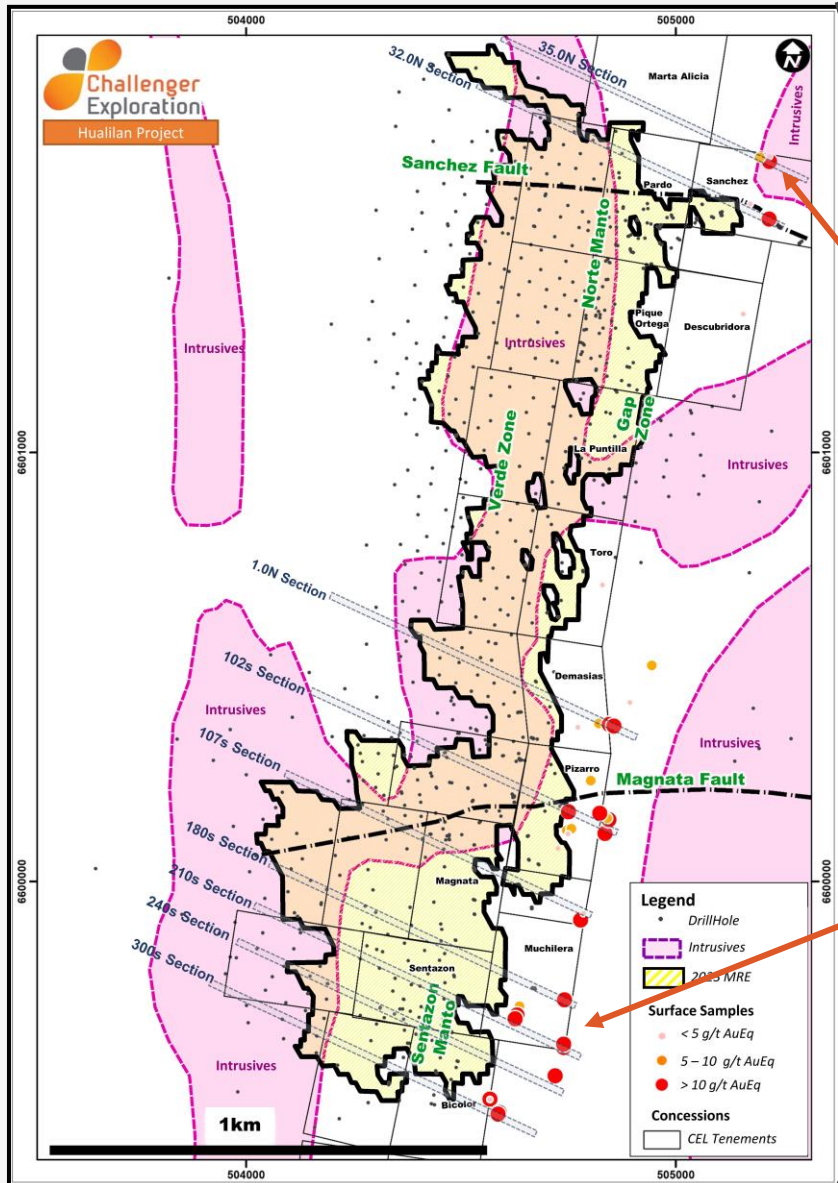 504000
505000
Challenger
Exploration
Hualilan Project
32.0N Section
35.0N Section
Marta Alicia
N
Intrusives
Sanchez Fault
Pardo
Sanchez
Norte Manto
Intrusives
Intrusives
Pique
Ortega
Descubridora
Gap
Zone
6601000
6601000
Verde Zone
La Puntilla
Intrusives
Toro
1.0N Section
102s Section
Demasias
Intrusives
Intrusives
107s Section
Pizarro
Magnata Fault
180s Section
6600000
6600000
Magnata
210s Section
240s Section
300s Section
Muchilera
Sentazon
Sentazon
Manto
Intrusives
Bicolor
1km
Legend
DrillHole
Intrusives
2023 MRE
Surface Samples
< 5 g/t AuEq
5 – 10 g/t AuEq
> 10 g/t AuEq
Concessions
CEL Tenements
504000
505000